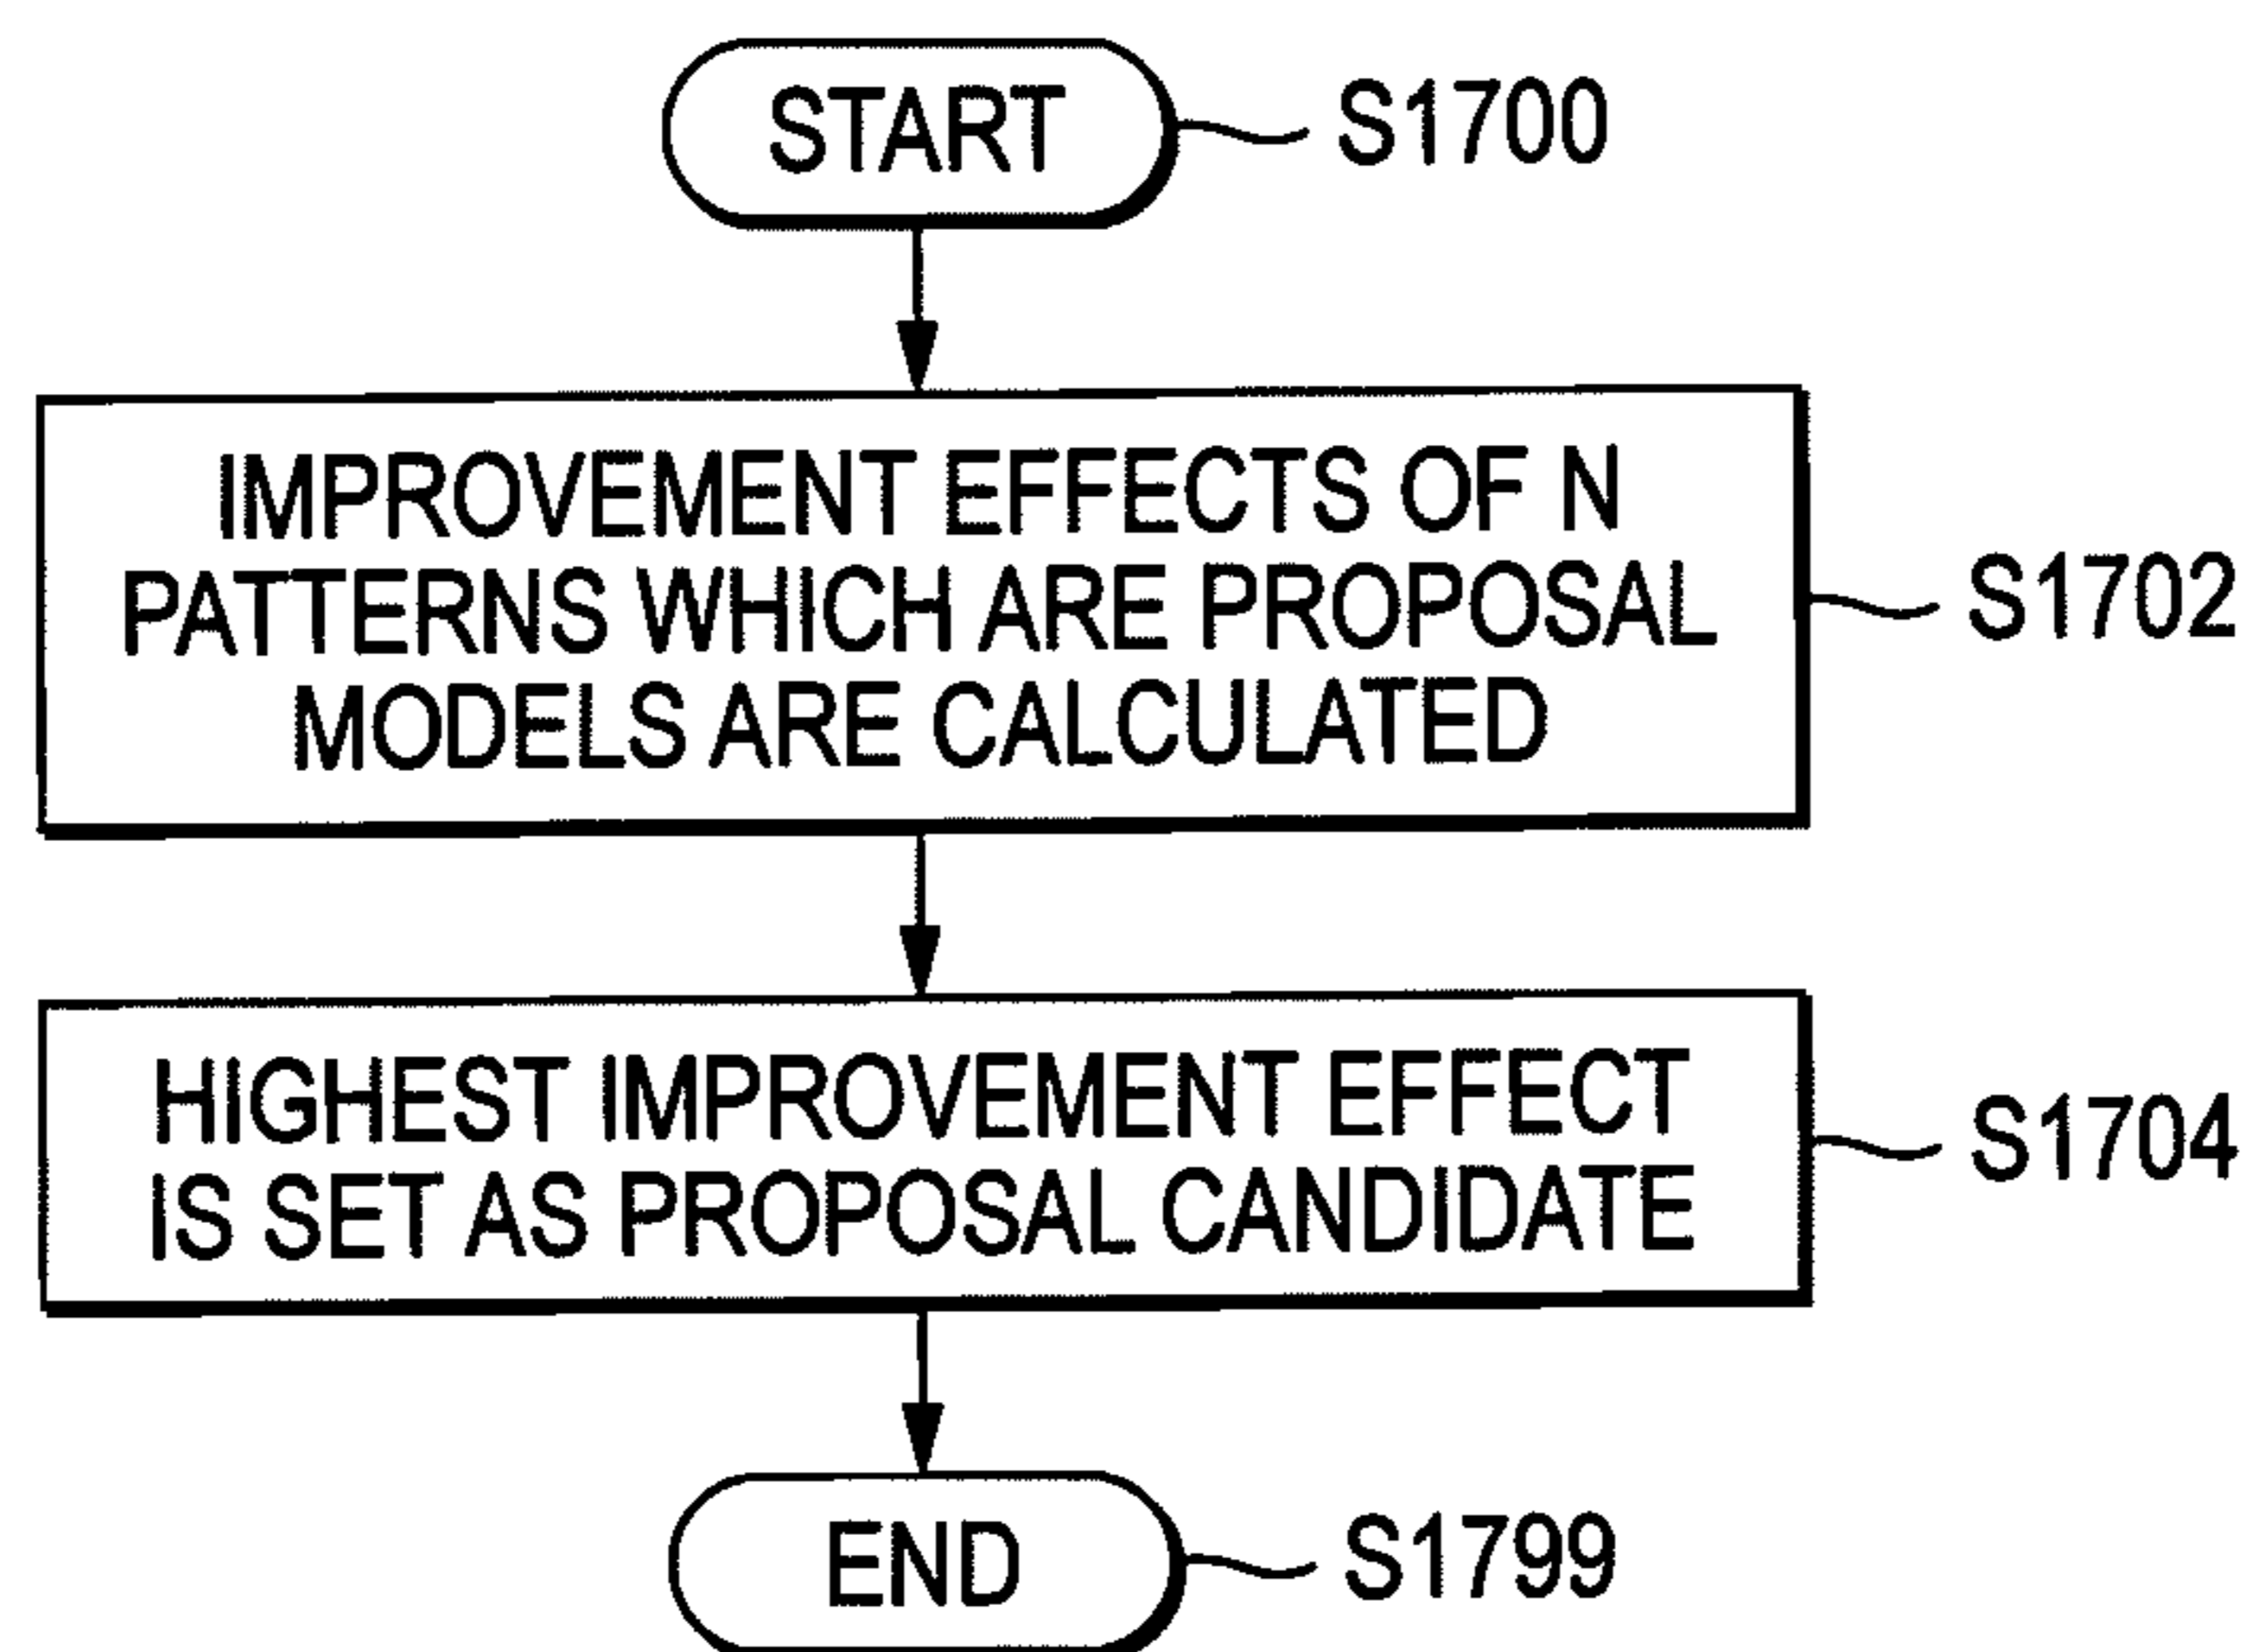 START
S1700
IMPROVEMENT EFFECTS OF N
PATTERNS WHICH ARE PROPOSAL
MODELS ARE CALCULATED
S1702
HIGHEST IMPROVEMENT EFFECT
IS SET AS PROPOSAL CANDIDATE
S1704
END
S1799